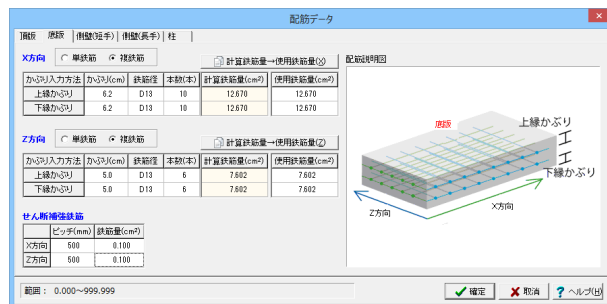 配筋データ
頂版 底版 側壁(短手) 側壁(長手) 柱
X方向 単鉄筋 複鉄筋 計算鉄筋量→使用鉄筋量(X)
かぶり入力方法 かぶり(cm) 鉄筋径 本数(本) 計算鉄筋量(cm²) 使用鉄筋量(cm²)
上縁かぶり 6.2 D13 10 12.670 12.670
下縁かぶり 6.2 D13 10 12.670 12.670
Z方向 単鉄筋 複鉄筋 計算鉄筋量→使用鉄筋量(Z)
かぶり入力方法 かぶり(cm) 鉄筋径 本数(本) 計算鉄筋量(cm²) 使用鉄筋量(cm²)
上縁かぶり 5.0 D13 6 7.602 7.602
下縁かぶり 5.0 D13 6 7.602 7.602
せん断補強鉄筋
ピッチ(mm) 鉄筋量(cm²)
X方向 500 0.100
Z方向 500 0.100
配筋説明図
底版
上縁かぶり
下縁かぶり
Z方向
X方向
範囲: 0.000～999.999
確定 取消 ? ヘルプ(H)